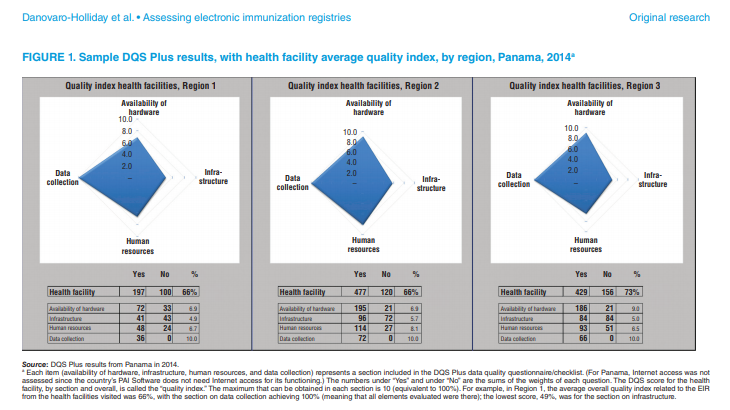 Danovaro-Holliday et al. • Assessing electronic immunization registries
Original research
FIGURE 1. Sample DQS Plus results, with health facility average quality index, by region, Panama, 2014ᵃ
Quality index health facilities, Region 1
Availability of
hardware
10.0
8.0
6.0
4.0
2.0
–
Data
collection
Infra-
structure
Human
resources
Yes No %
Health facility 197 100 66%
Availability of hardware 72 33 6.9
Infrastructure 41 43 4.9
Human resources 48 24 6.7
Data collection 36 0 10.0
Quality index health facilities, Region 2
Availability of
hardware
10.0
8.0
6.0
4.0
2.0
–
Data
collection
Infra-
structure
Human
resources
Yes No %
Health facility 477 120 66%
Availability of hardware 195 21 6.9
Infrastructure 96 72 5.7
Human resources 114 27 8.1
Data collection 72 0 10.0
Quality index health facilities, Region 3
Availability of
hardware
10.0
8.0
6.0
4.0
2.0
–
Data
collection
Infra-
structure
Human
resources
Yes No %
Health facility 429 156 73%
Availability of hardware 186 21 9.0
Infrastructure 84 84 5.0
Human resources 93 51 6.5
Data collection 66 0 10.0
Source: DQS Plus results from Panama in 2014.
ᵃ Each item (availability of hardware, infrastructure, human resources, and data collection) represents a section included in the DQS Plus data quality questionnaire/checklist. (For Panama, Internet access was not
assessed since the country's PAI Software does not need Internet access for its functioning.) The numbers under "Yes" and under "No" are the sums of the weights of each question. The DQS score for the health
facility, by section and overall, is called the "quality index." The maximum that can be obtained in each section is 10 (equivalent to 100%). For example, in Region 1, the average overall quality index related to the EIR
from the health facilities visited was 66%, with the section on data collection achieving 100% (meaning that all elements evaluated were there); the lowest score, 49%, was for the section on infrastructure.